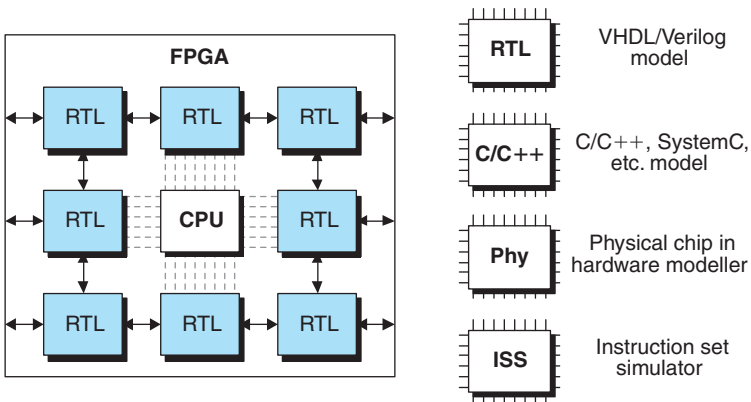 FPGA
RTL
RTL
RTL
RTL
CPU
RTL
RTL
RTL
RTL
RTL
VHDL/Verilog
model
C/C++
C/C++, SystemC,
etc. model
Phy
Physical chip in
hardware modeller
ISS
Instruction set
simulator